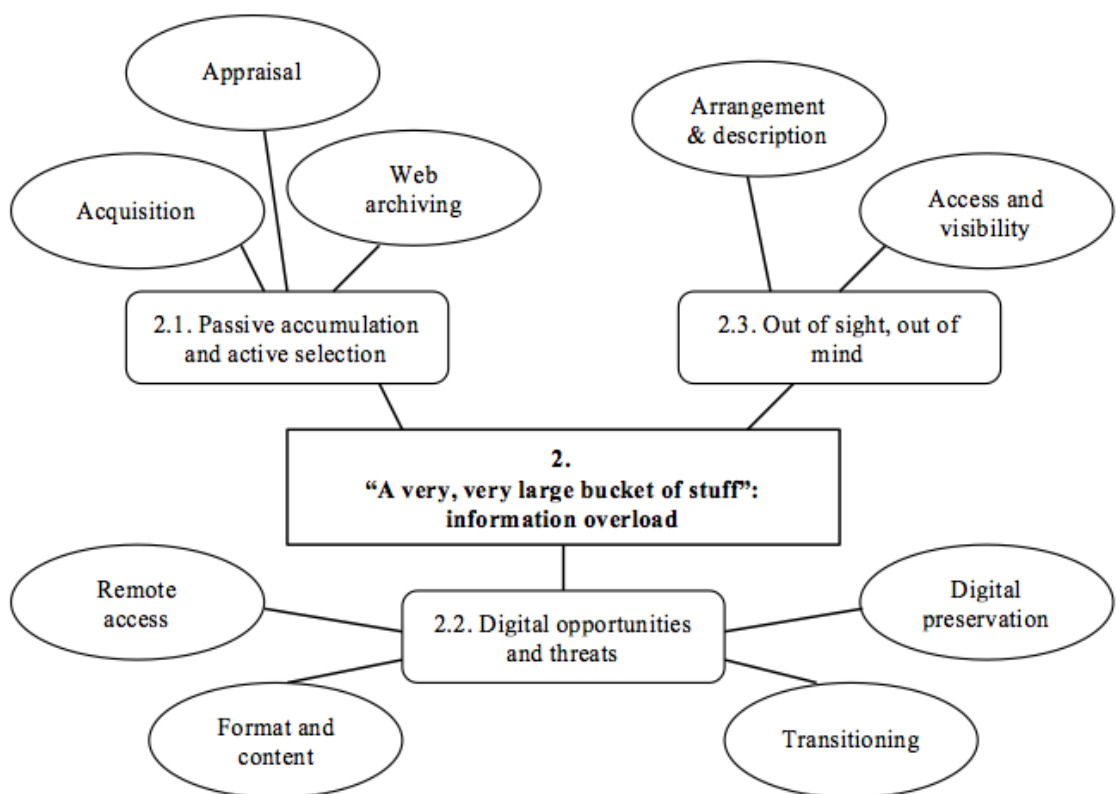 Appraisal
Arrangement
& description
Acquisition
Web
archiving
Access and
visibility
2.1. Passive accumulation
and active selection
2.3. Out of sight, out of
mind
2.
“A very, very large bucket of stuff”:
information overload
Remote
access
2.2. Digital opportunities
and threats
Digital
preservation
Format and
content
Transitioning